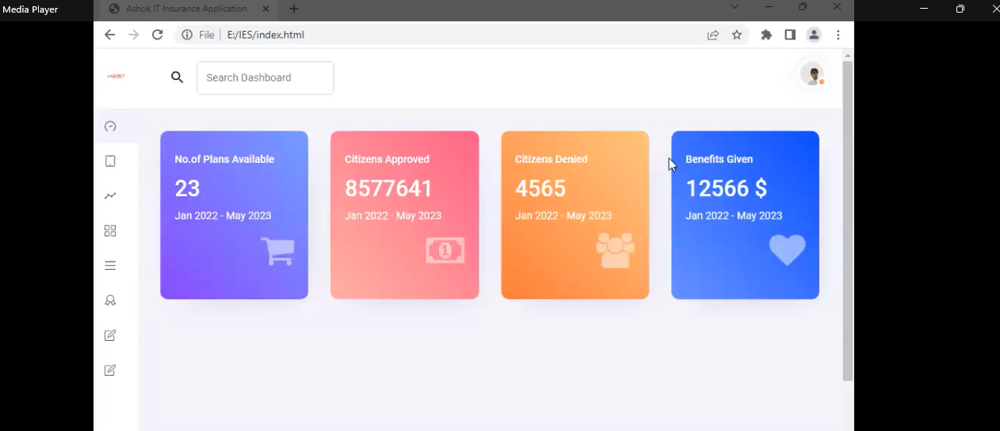 Media Player
Ashok IT Insurance Application
File
E:/IES/index.html
Search Dashboard
No.of Plans Available
23
Jan 2022 - May 2023
Citizens Approved
8577641
Jan 2022 - May 2023
1
Citizens Denied
4565
Jan 2022 - May 2023
Benefits Given
12566 $
Jan 2022 - May 2023